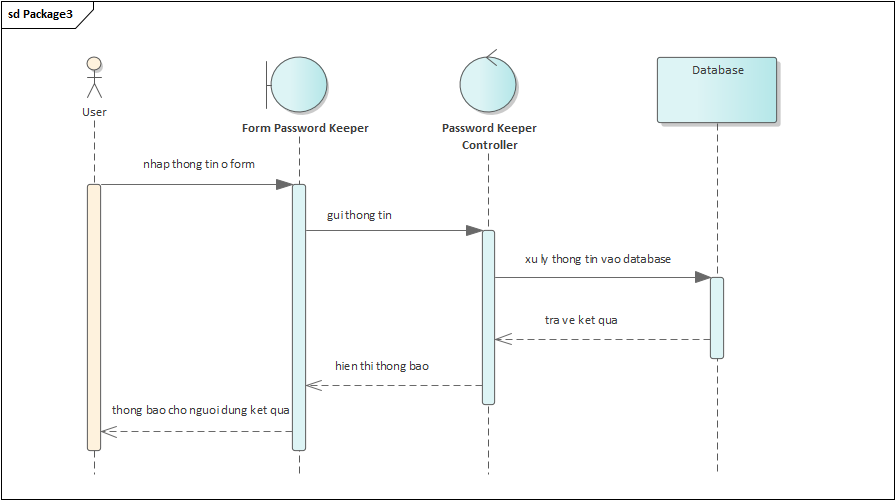 sd Package3
User
Form Password Keeper
Password Keeper
Controller
Database
nhap thong tin o form
gui thong tin
xu ly thong tin vao database
tra ve ket qua
hien thi thong bao
thong bao cho nguoi dung ket qua